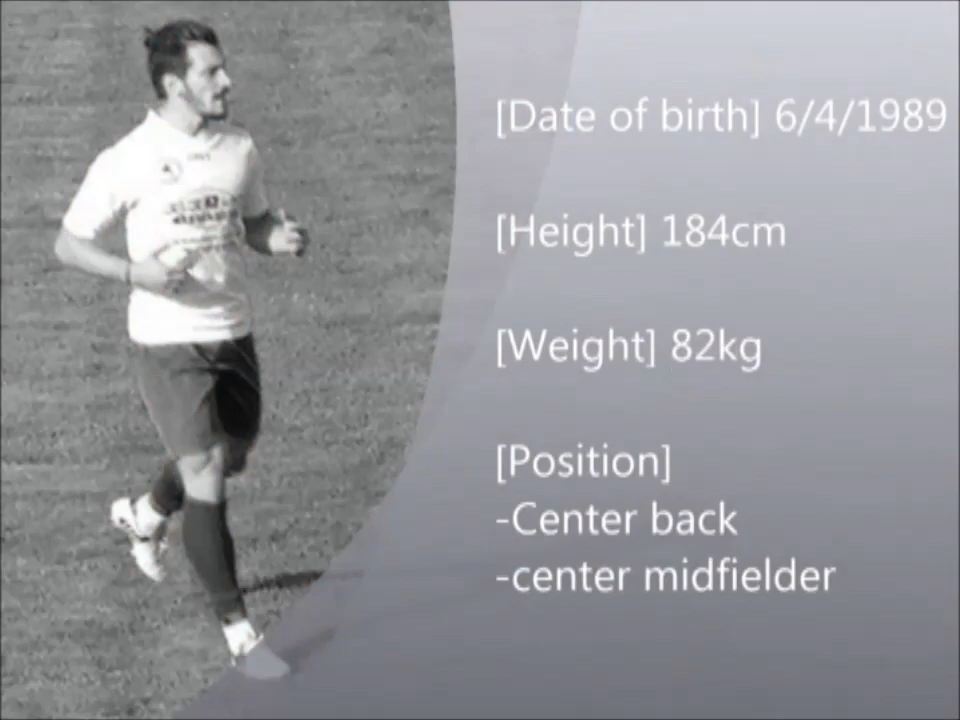 [Date of birth] 6/4/1989
[Height] 184cm
[Weight] 82kg
[Position]
-Center back
-center midfielder